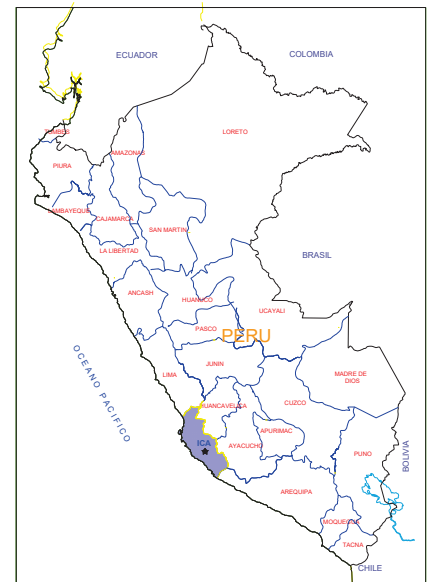 ECUADOR
COLOMBIA
TUMBES
LORETO
AMAZONAS
PIURA
LAMBAYEQUE
CAJAMARCA
SAN MARTIN
LA LIBERTAD
BRASIL
ANCASH
HUANUCO
UCAYALI
PASCO
PERU
OCEANO PACIFICO
LIMA
JUNIN
MADRE DE
DIOS
HUANCAVELICA
CUZCO
APURIMAC
ICA
AYACUCHO
PUNO
BOLIVIA
AREQUIPA
MOQUEGUA
TACNA
CHILE